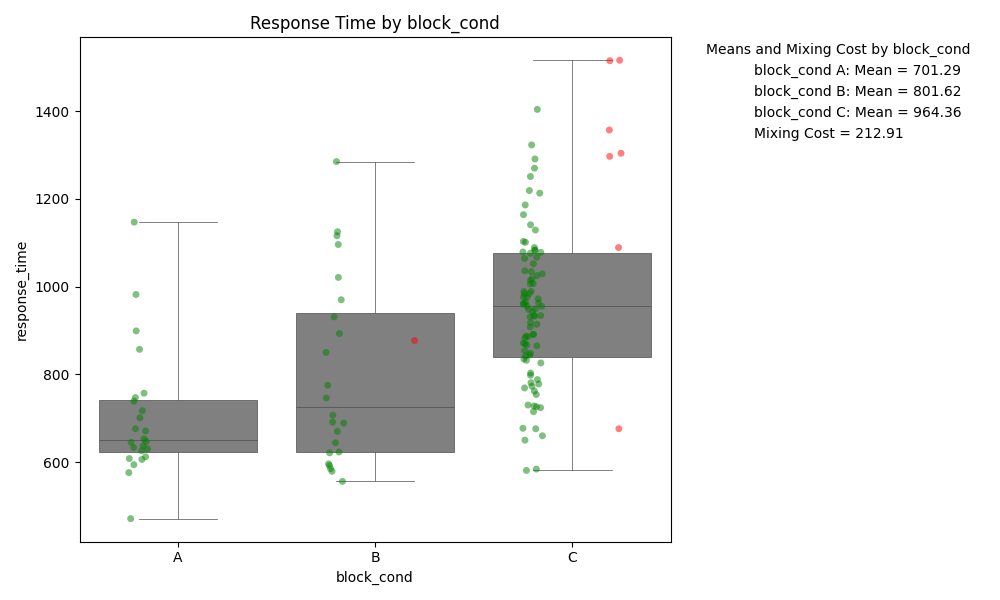 Response Time by block_cond
Means and Mixing Cost by block_cond
block_cond A: Mean = 701.29
block_cond B: Mean = 801.62
block_cond C: Mean = 964.36
Mixing Cost = 212.91
response_time
1400
1200
1000
800
600
A
B
C
block_cond